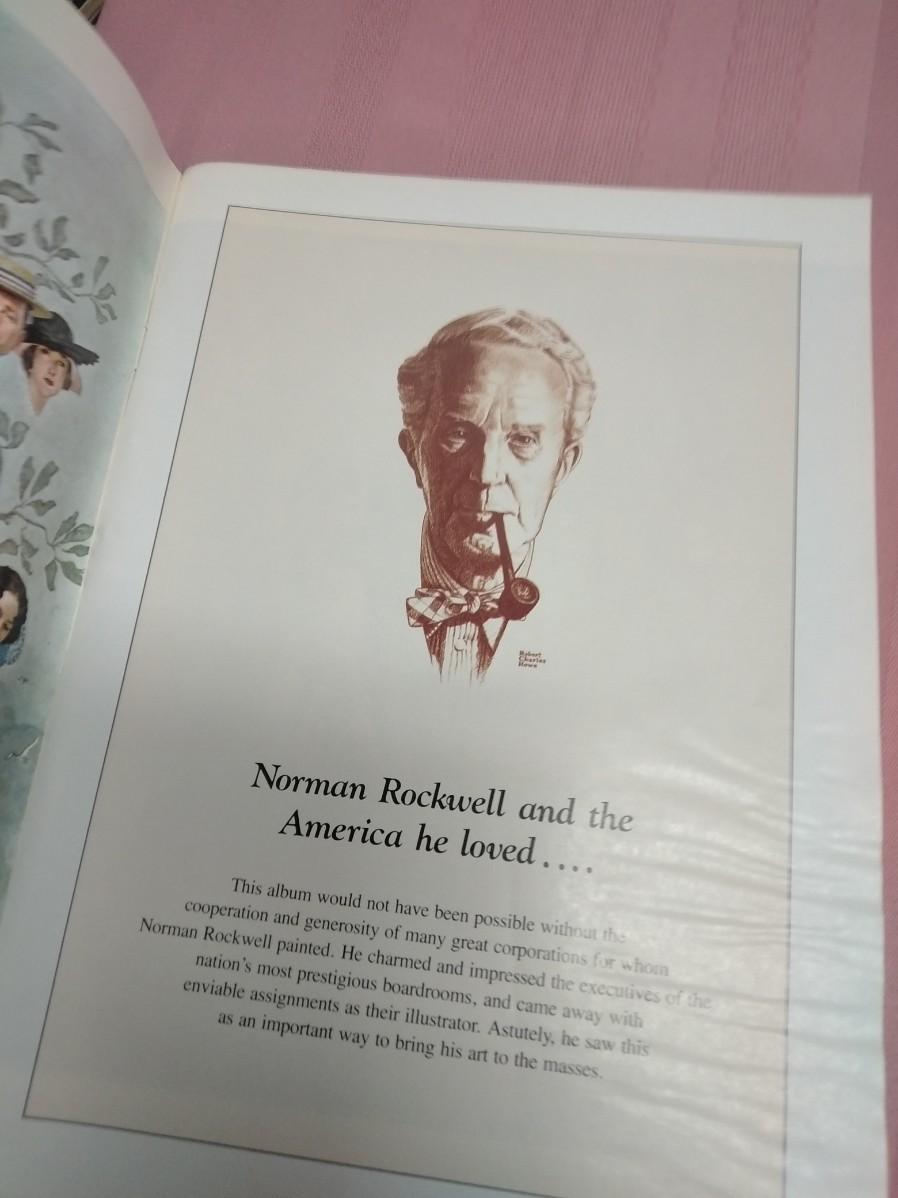 Robert
Charles
Howe
Norman Rockwell and the
America he loved . . . .
This album would not have been possible without the
cooperation and generosity of many great corporations for whom
Norman Rockwell painted. He charmed and impressed the executives of the
nation's most prestigious boardrooms, and came away with
enviable assignments as their illustrator. Astutely, he saw this
as an important way to bring his art to the masses.